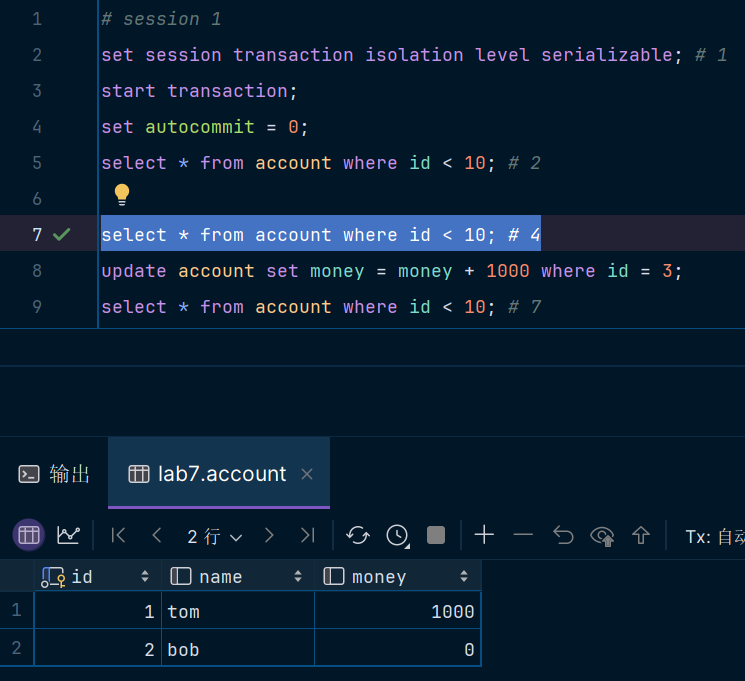 1 # session 1
2 set session transaction isolation level serializable; # 1
3 start transaction;
4 set autocommit = 0;
5 select * from account where id < 10; # 2
6
7 select * from account where id < 10; # 4
8 update account set money = money + 1000 where id = 3;
9 select * from account where id < 10; # 7
输出 lab7.account
2 行 Tx: 自动
id name money
1 1 tom 1000
2 2 bob 0